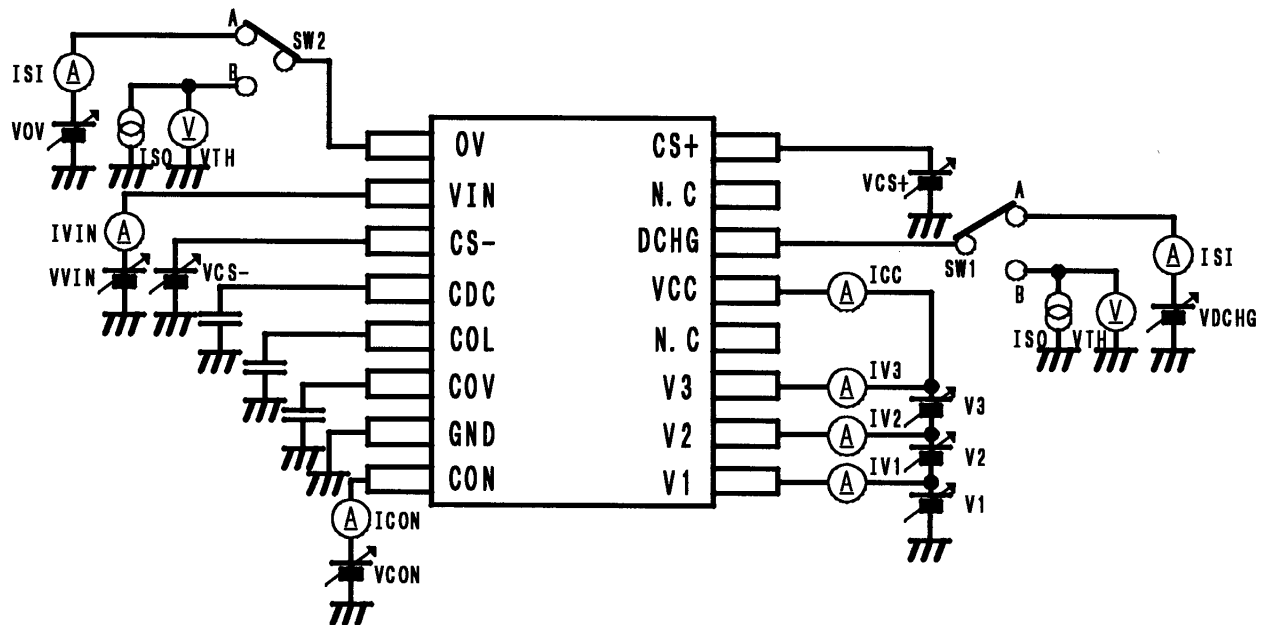 A
SW2
ISI
A
B
VOV
V
ISO
VTH
OV
CS+
VIN
N.C
VCS+
A
IVIN
A
CS-
DCHG
SW1
A
ISI
VVIN
VCS-
CDC
VCC
ICC
A
B
V
ISO
VTH
VDCHG
COL
N.C
COV
V3
A
IV3
V3
GND
V2
A
IV2
V2
CON
V1
A
IV1
V1
A
ICON
VCON